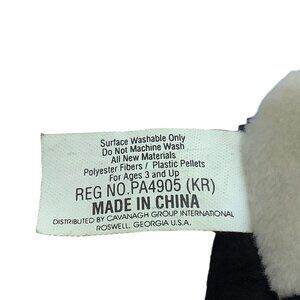 Surface Washable Only
Do Not Machine Wash
All New Materials
Polyester Fibers / Plastic Pellets
For Ages 3 and Up
REG NO.PA4905 (KR)
MADE IN CHINA
DISTRIBUTED BY CAVANAGH GROUP INTERNATIONAL
ROSWELL, GEORGIA U.S.A.